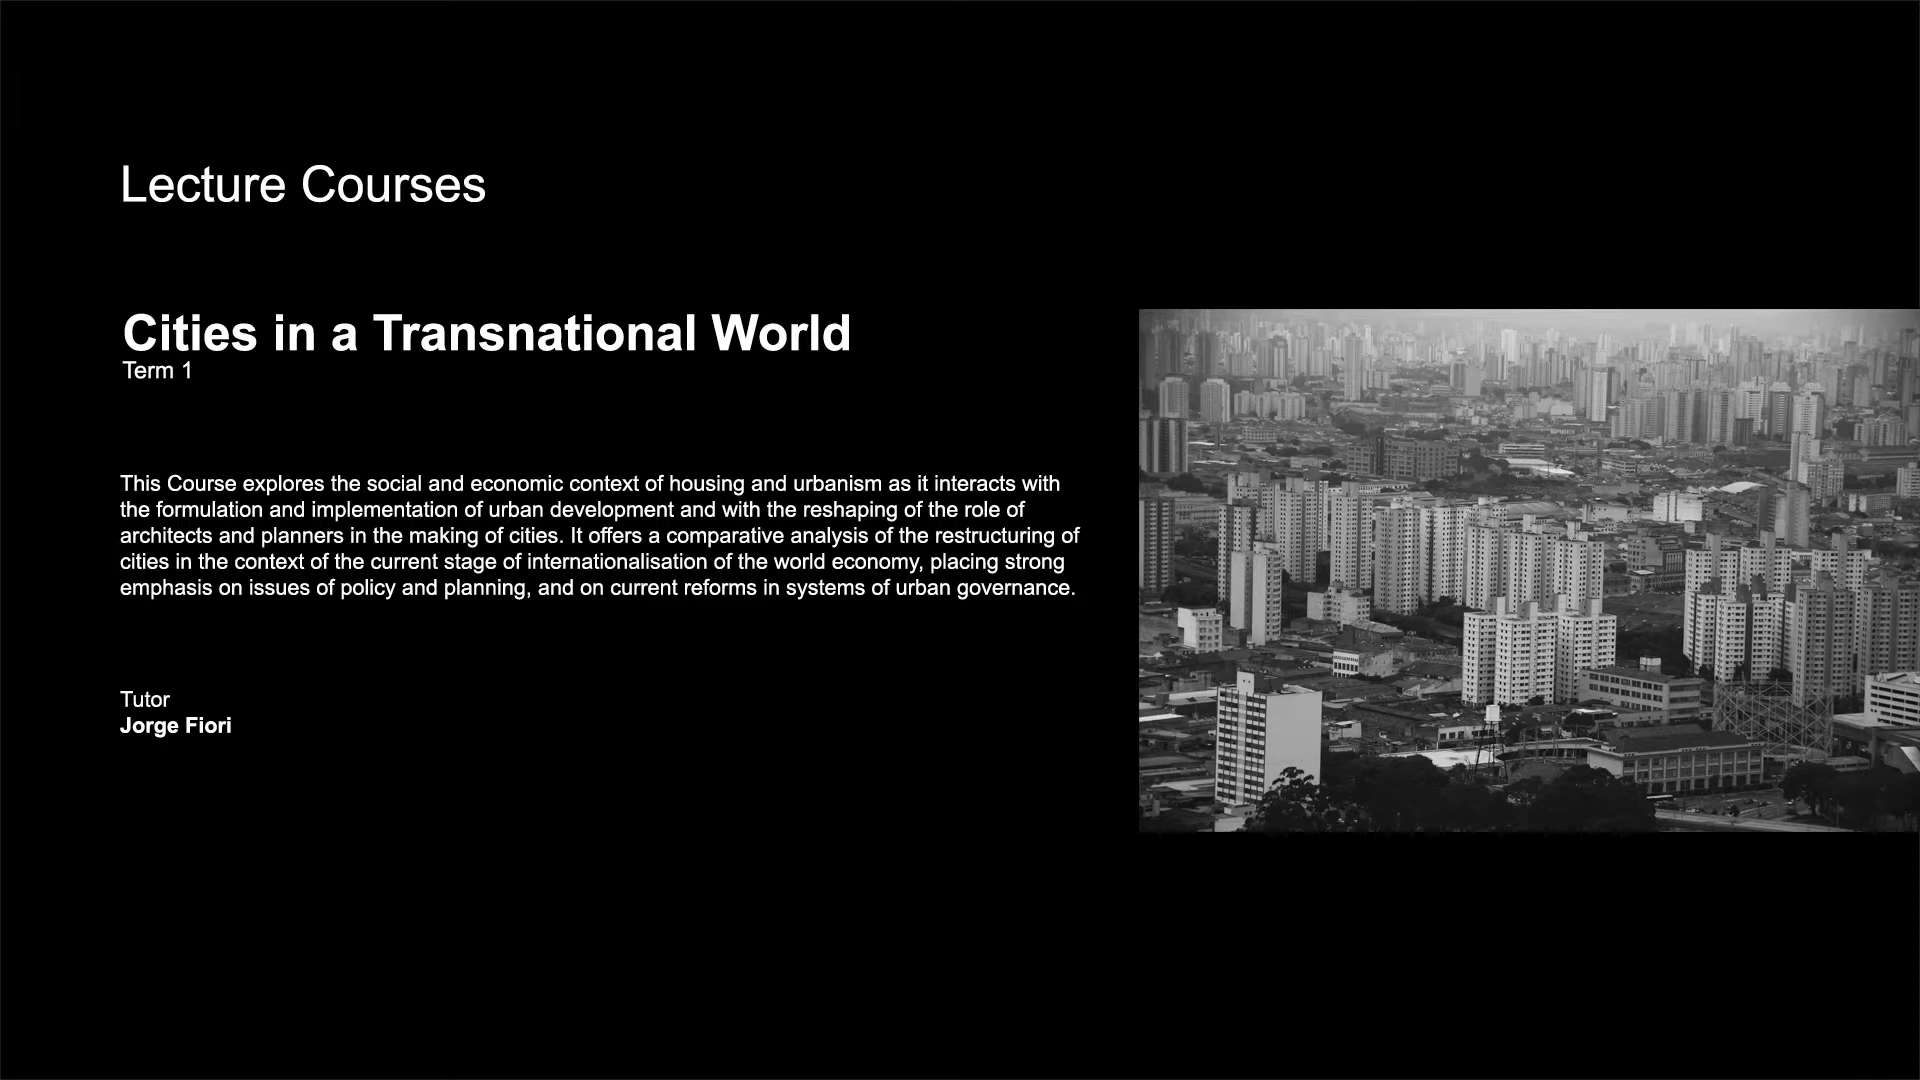 Lecture Courses
Cities in a Transnational World
Term 1
This Course explores the social and economic context of housing and urbanism as it interacts with
the formulation and implementation of urban development and with the reshaping of the role of
architects and planners in the making of cities. It offers a comparative analysis of the restructuring of
cities in the context of the current stage of internationalisation of the world economy, placing strong
emphasis on issues of policy and planning, and on current reforms in systems of urban governance.
Tutor
Jorge Fiori